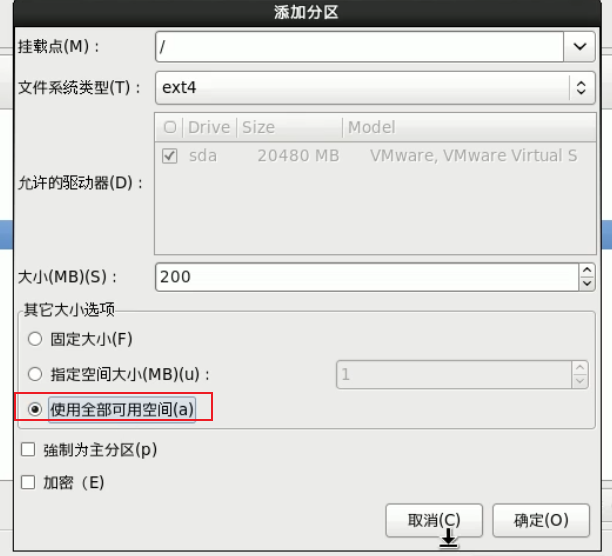 添加分区
挂载点(M)：
/
文件系统类型(T)：
ext4
Drive Size Model
允许的驱动器(D)：
sda 20480 MB VMware, VMware Virtual S
大小(MB)(S)：
200
其它大小选项
固定大小(F)
指定空间大小(MB)(u)：
1
使用全部可用空间(a)
強制为主分区(p)
加密（E)
取消(C)
确定(O)